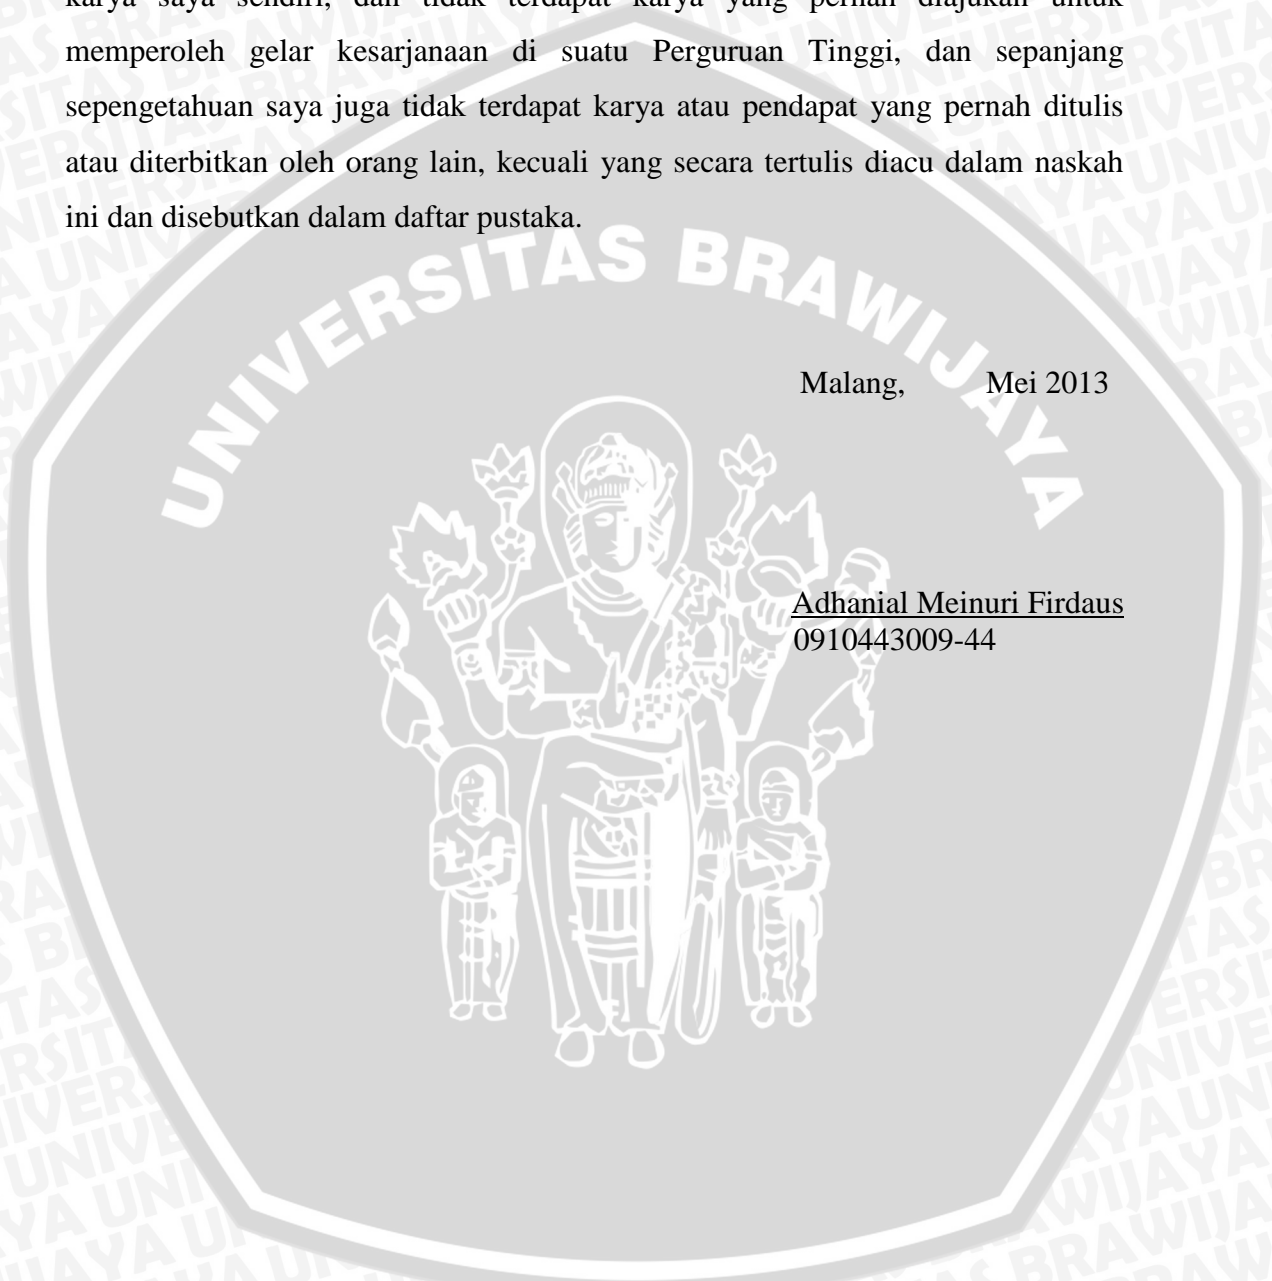 karya saya sendiri, dan tidak terdapat karya yang pernah diajukan untuk
memperoleh gelar kesarjanaan di suatu Perguruan Tinggi, dan sepanjang
sepengetahuan saya juga tidak terdapat karya atau pendapat yang pernah ditulis
atau diterbitkan oleh orang lain, kecuali yang secara tertulis diacu dalam naskah
ini dan disebutkan dalam daftar pustaka.
UNIVERSITAS BRAWIJAYA
Malang, Mei 2013
Adhanial Meinuri Firdaus
0910443009-44